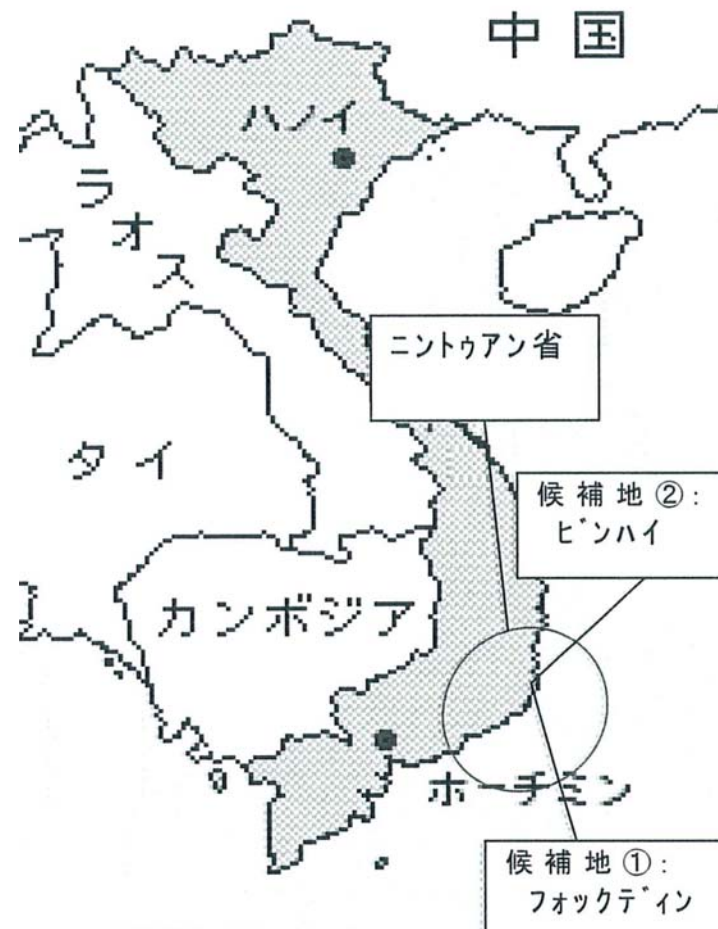 中国
ハノイ
ラオス
ニントゥアン省
タイ
候補地②:
ビンハイ
カンボジア
ホーチミン
候補地①:
フォックディン